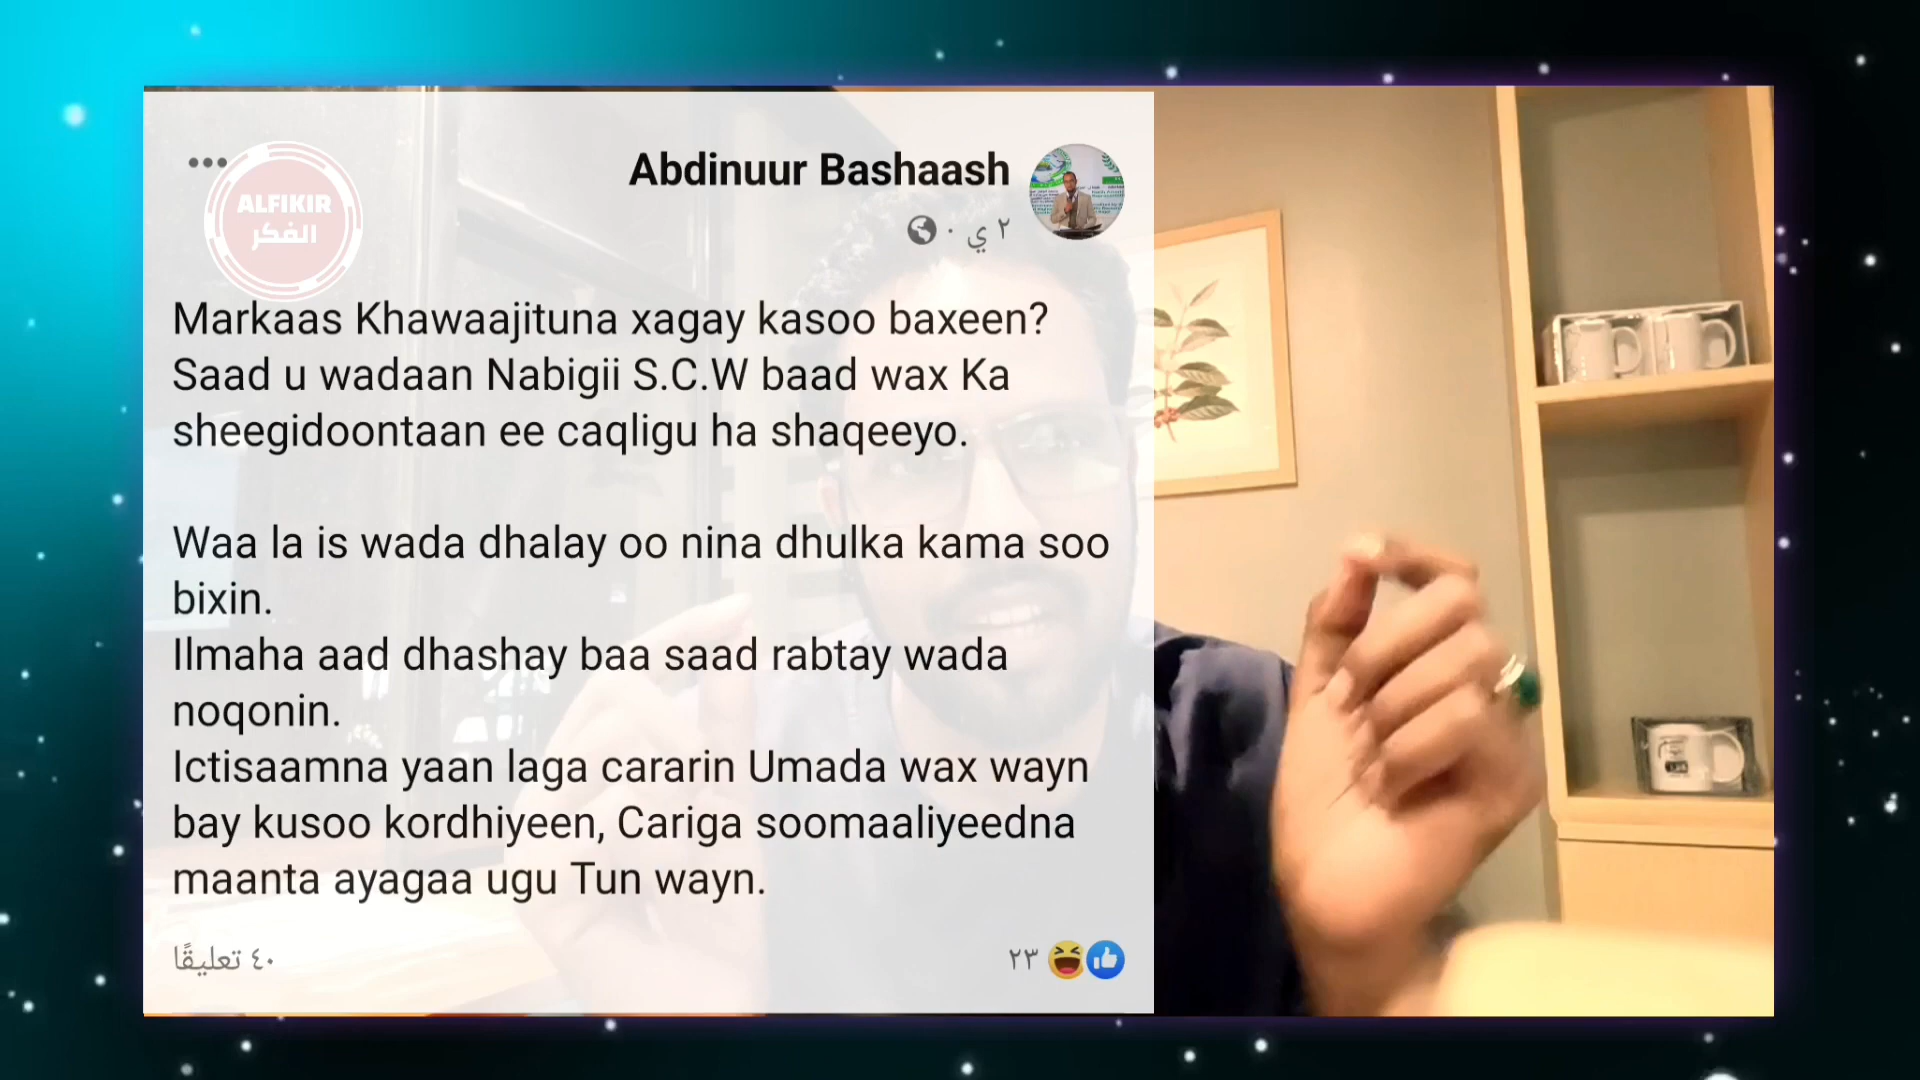 ALFIKIR
الفكر
Abdinuur Bashaash
٢ ي ·
Markaas Khawaajituna xagay kasoo baxeen?
Saad u wadaan Nabigii S.C.W baad wax Ka
sheegidoontaan ee caqligu ha shaqeeyo.
Waa la is wada dhalay oo nina dhulka kama soo
bixin.
Ilmaha aad dhashay baa saad rabtay wada
noqonin.
Ictisaamna yaan laga cararin Umada wax wayn
bay kusoo kordhiyeen, Cariga soomaaliyeedna
maanta ayagaa ugu Tun wayn.
٤٠ تعليقًا
٢٣